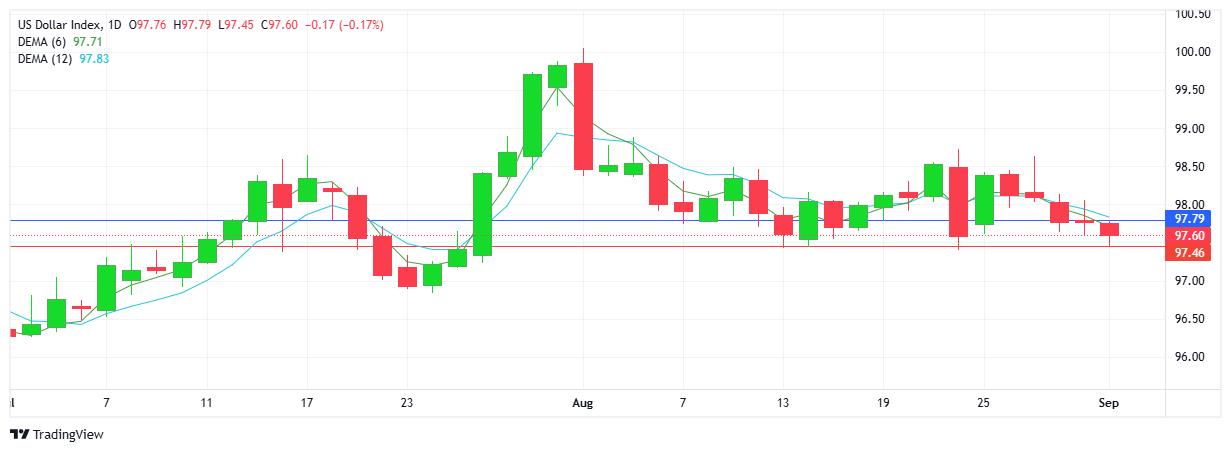 US Dollar Index, 1D O97.76 H97.79 L97.45 C97.60 −0.17 (−0.17%)
DEMA (6) 97.71
DEMA (12) 97.83
100.50
100.00
99.50
99.00
98.50
98.00
97.79
97.60
97.46
97.00
96.50
96.00
7 11 17 23 Aug 7 13 19 25 Sep
TradingView